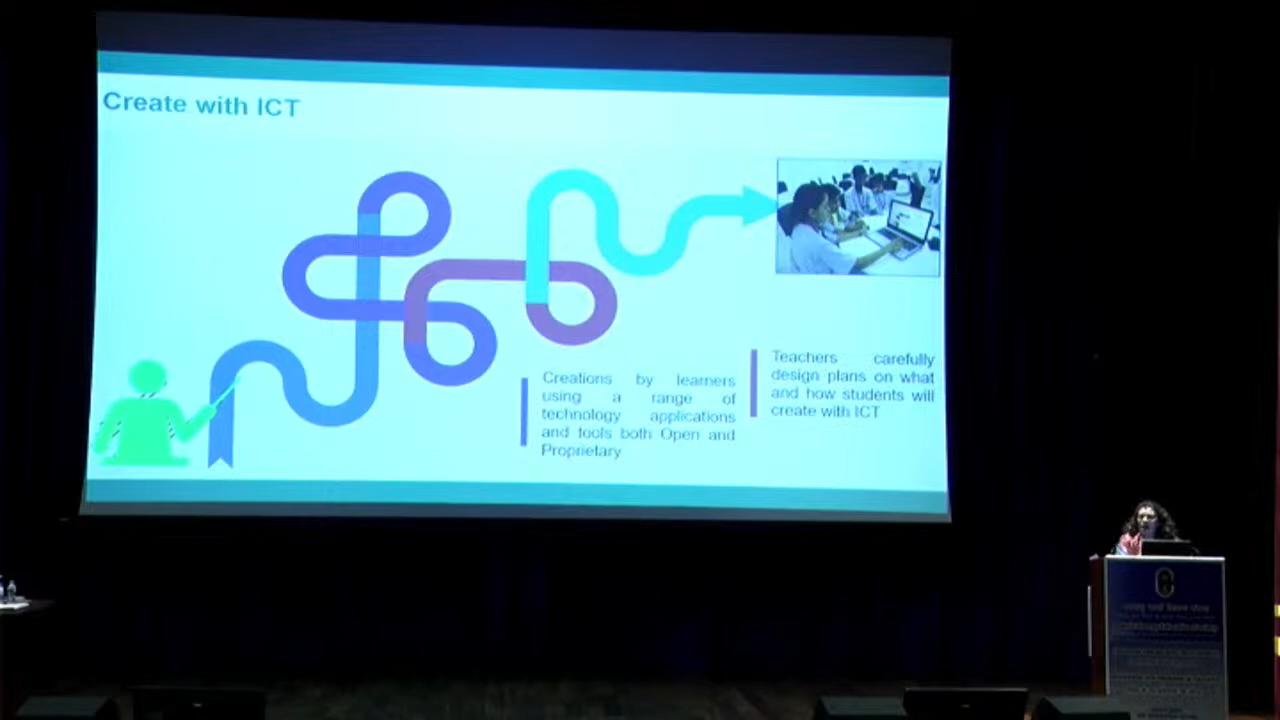 Create with ICT
Creations by learners
using a range of
technology applications
and tools both Open and
Proprietary
Teachers carefully
design plans on what
and how students will
create with ICT